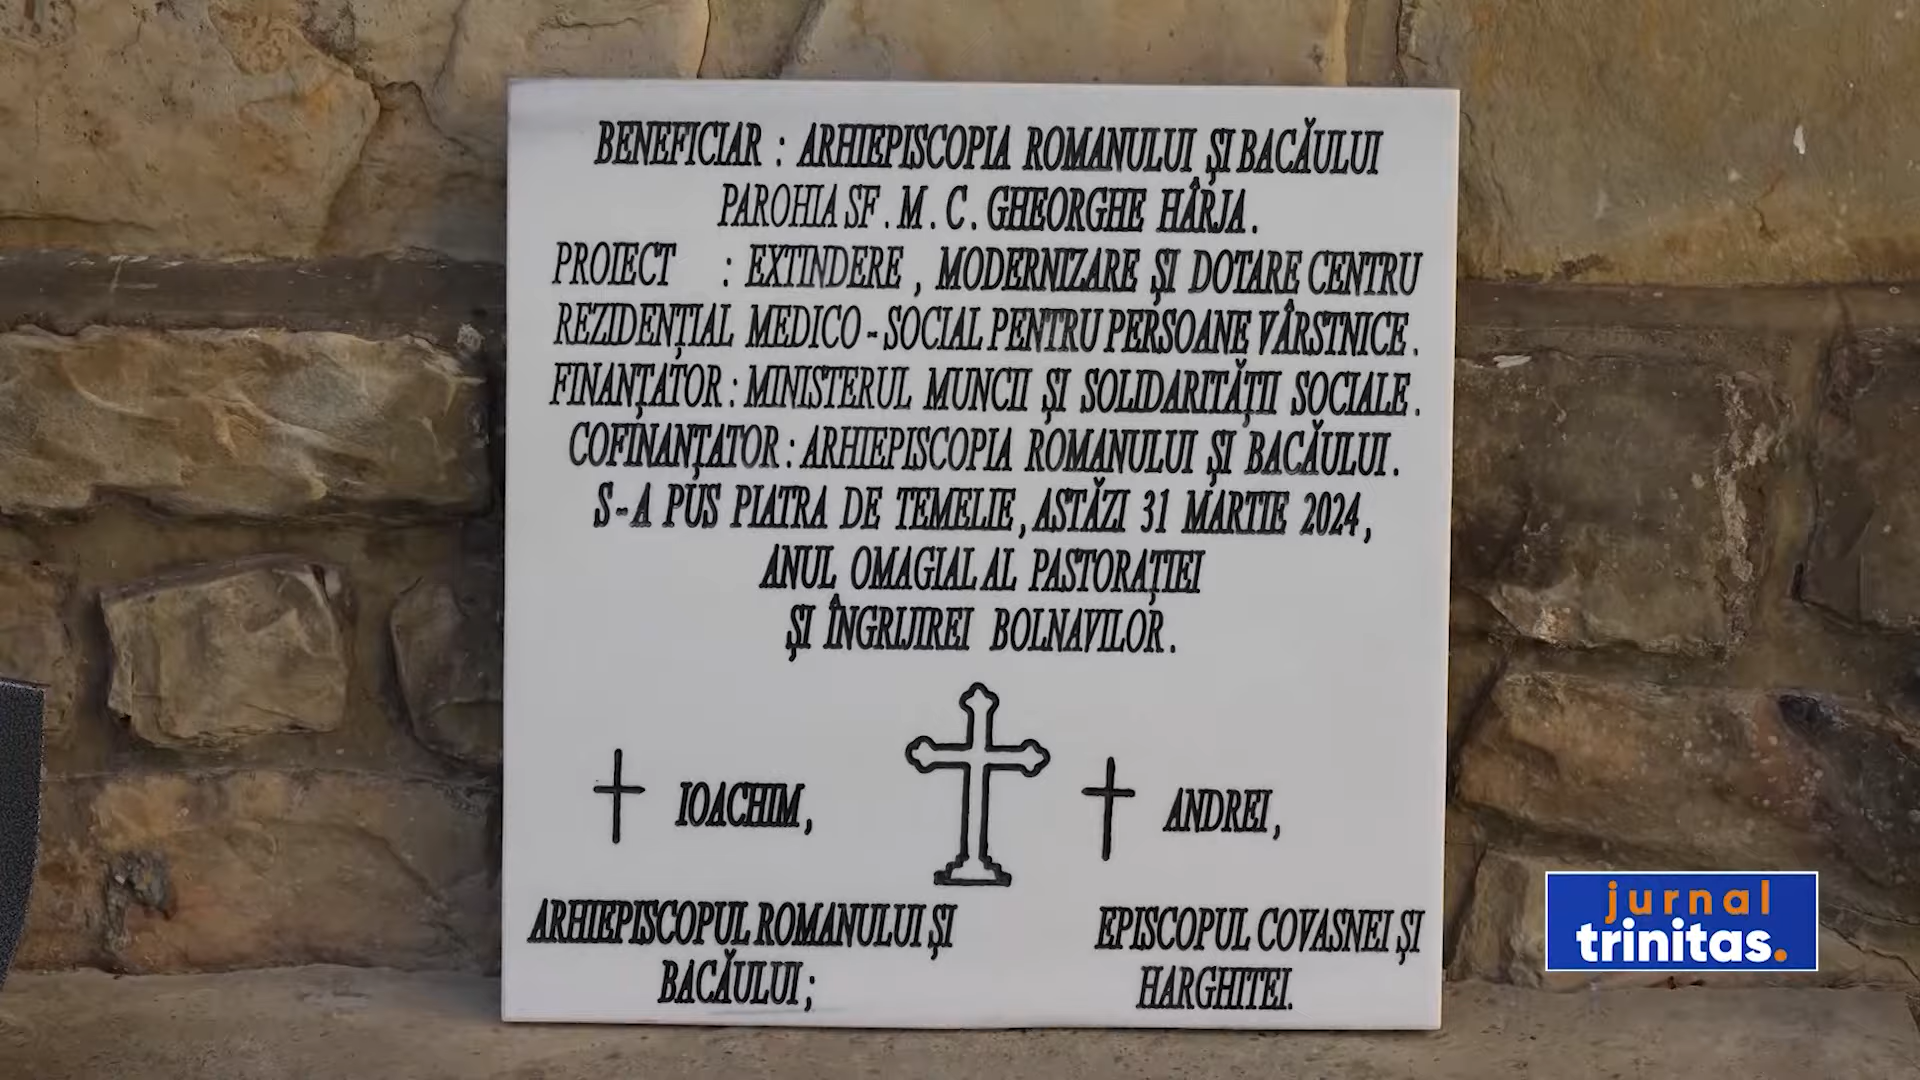 BENEFICIAR : ARHIEPISCOPIA ROMANULUI ȘI BACĂULUI
PAROHIA SF. M. C. GHEORGHE HÂRJA.
PROIECT : EXTINDERE , MODERNIZARE ȘI DOTARE CENTRU
REZIDENȚIAL MEDICO - SOCIAL PENTRU PERSOANE VÂRSTNICE.
FINANȚATOR : MINISTERUL MUNCII ȘI SOLIDARITĂȚII SOCIALE.
COFINANȚATOR : ARHIEPISCOPIA ROMANULUI ȘI BACĂULUI.
S-A PUS PIATRA DE TEMELIE, ASTĂZI 31 MARTIE 2024,
ANUL OMAGIAL AL PASTORAȚIEI
ȘI ÎNGRIJIREI BOLNAVILOR.
IOACHIM, ANDREI,
ARHIEPISCOPUL ROMANULUI ȘI EPISCOPUL COVASNEI ȘI
BACĂULUI; HARGHITEI.
jurnal
trinitas.